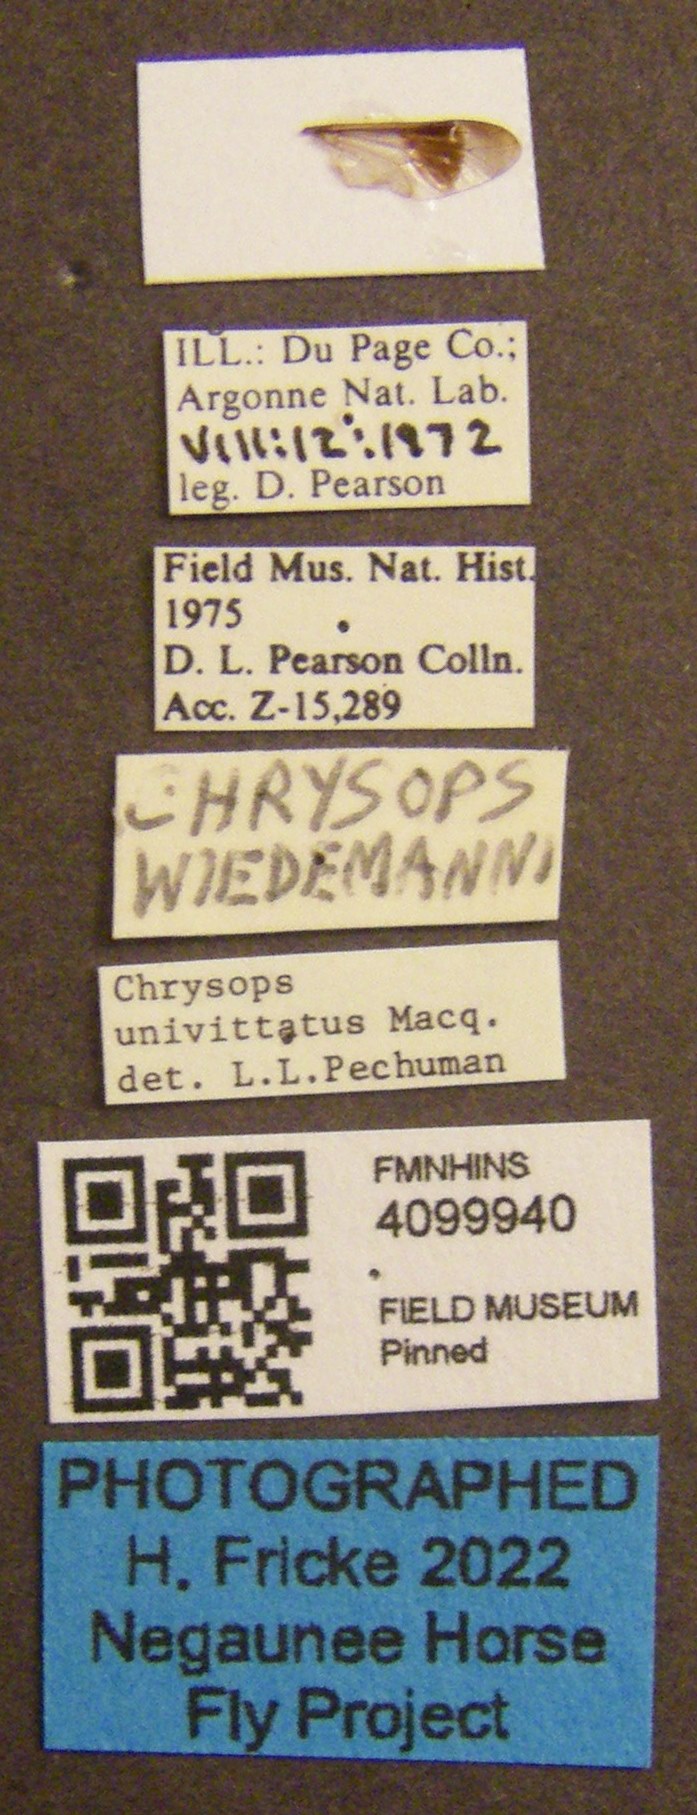 ILL.: Du Page Co.;
Argonne Nat. Lab.
VIII:12:1972
leg. D. Pearson
Field Mus. Nat. Hist.
1975
D. L. Pearson Colln.
Acc. Z-15,289
CHRYSOPS
WIEDEMANNI
Chrysops
univittatus Macq.
det. L.L.Pechuman
FMNHINS
4099940
FIELD MUSEUM
Pinned
PHOTOGRAPHED
H. Fricke 2022
Negaunee Horse
Fly Project